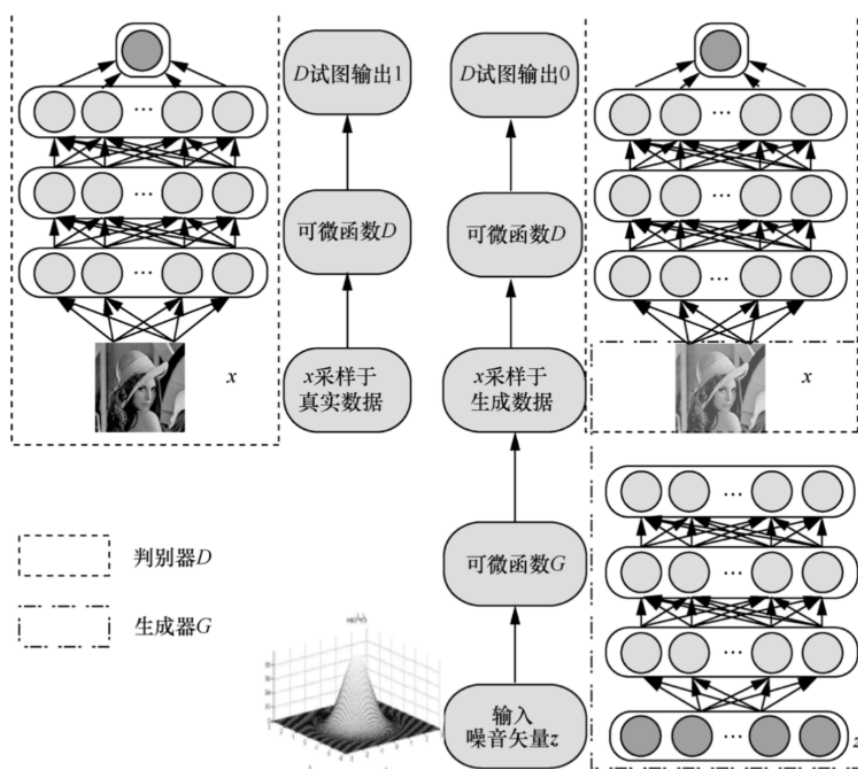 D试图输出1
D试图输出0
可微函数D
可微函数D
x
x采样于
真实数据
x采样于
生成数据
x
判别器D
可微函数G
生成器G
输入
噪音矢量z
z